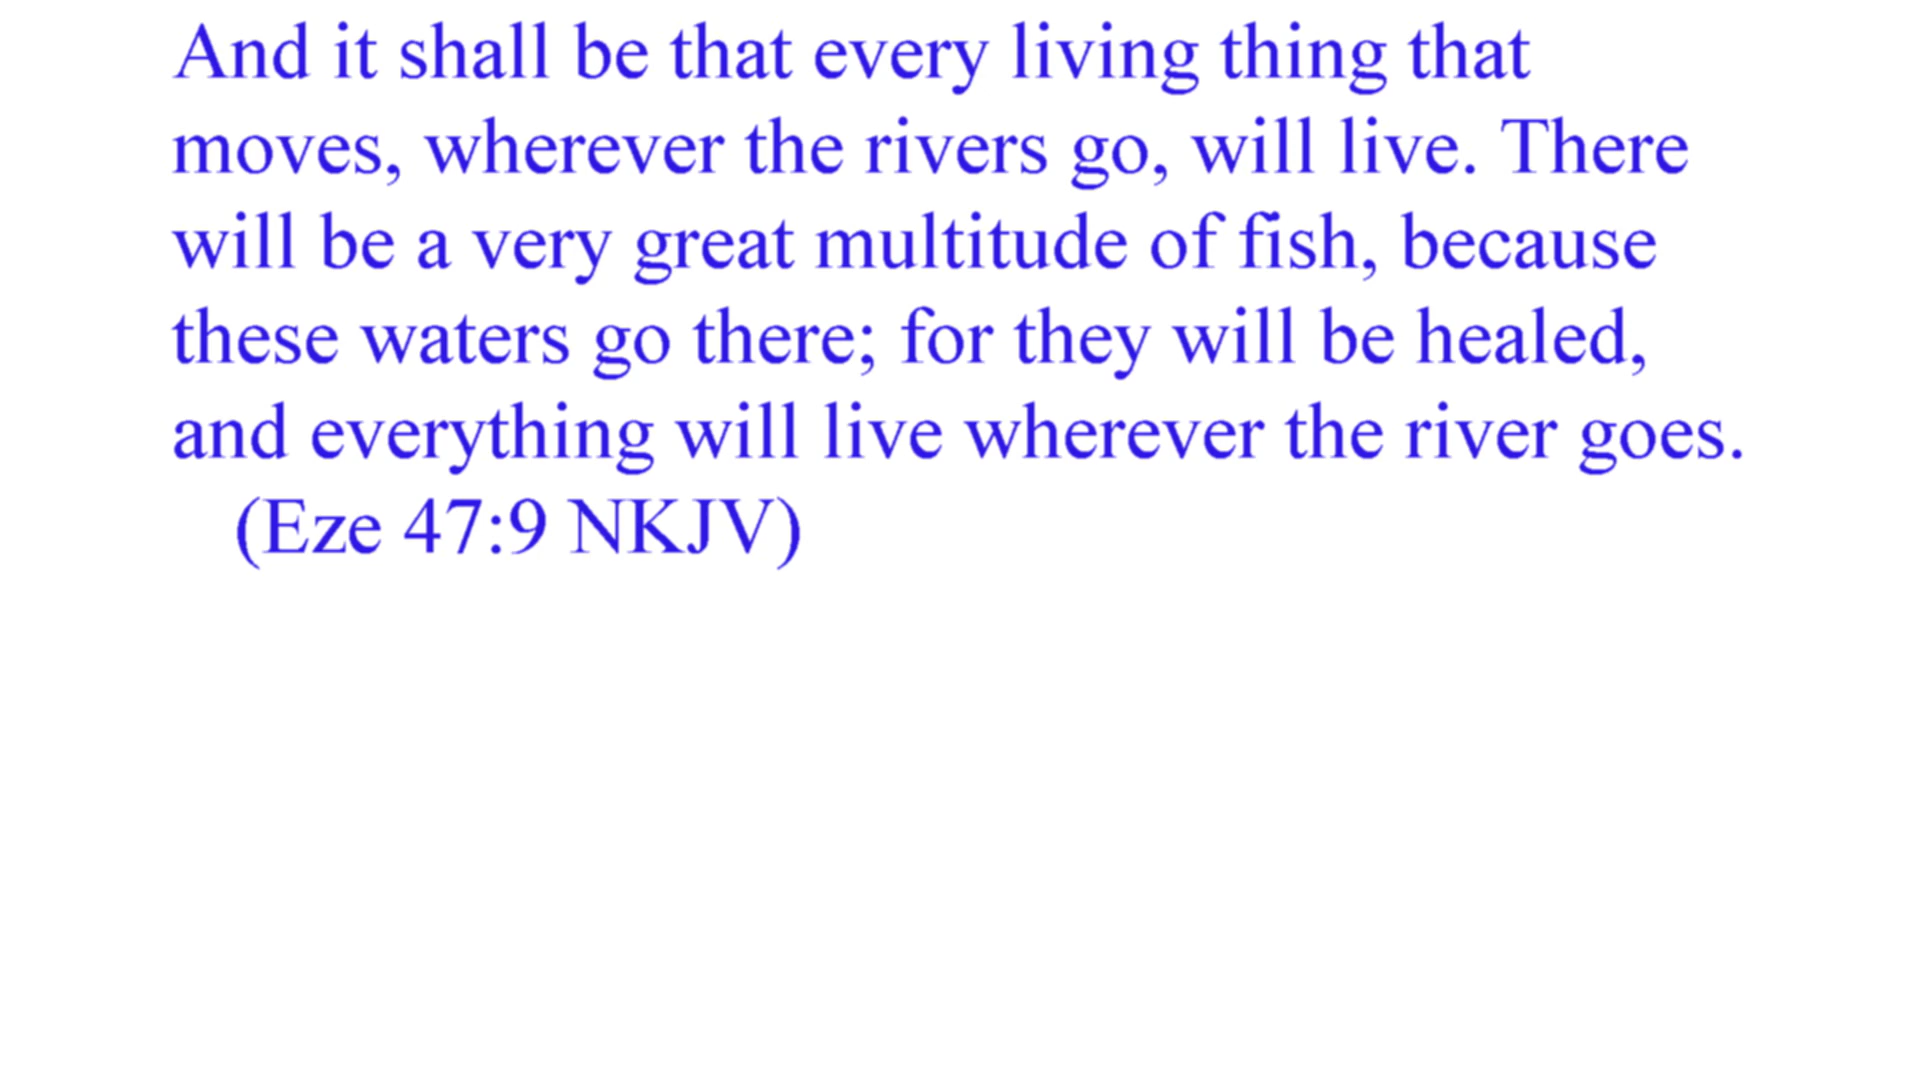 And it shall be that every living thing that
moves, wherever the rivers go, will live. There
will be a very great multitude of fish, because
these waters go there; for they will be healed,
and everything will live wherever the river goes.
(Eze 47:9 NKJV)